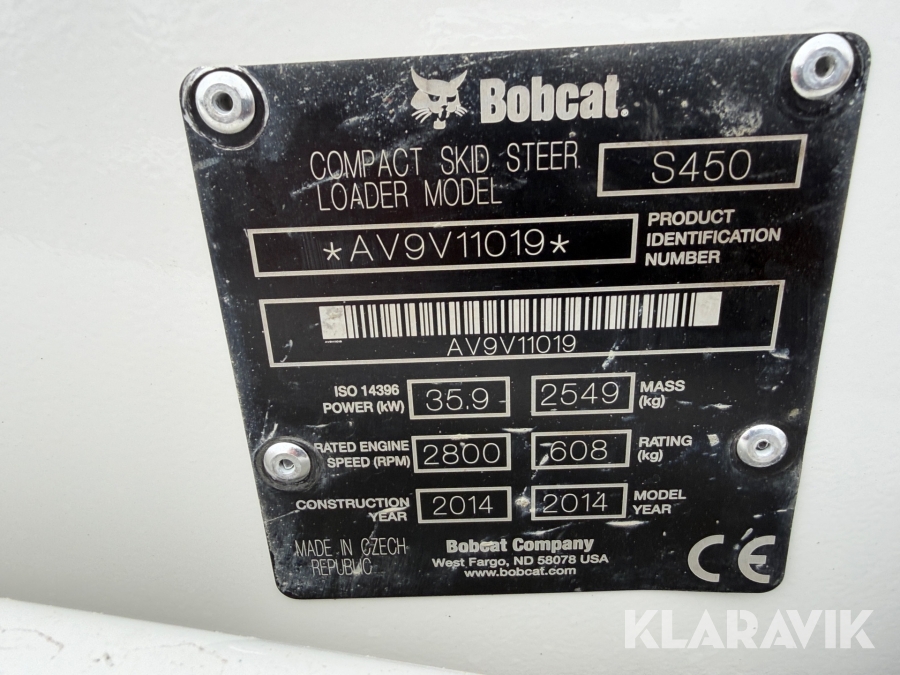 Bobcat®
COMPACT SKID STEER
LOADER MODEL
S450
*AV9V11019*
PRODUCT
IDENTIFICATION
NUMBER
AV9V11019
ISO 14396
POWER (kW)
35.9
2549
MASS
(kg)
RATED ENGINE
SPEED (RPM)
2800
608
RATING
(kg)
CONSTRUCTION
YEAR
2014
2014
MODEL
YEAR
MADE IN CZECH
REPUBLIC
Bobcat Company
West Fargo, ND 58078 USA
www.bobcat.com
CE
KLARAVIK